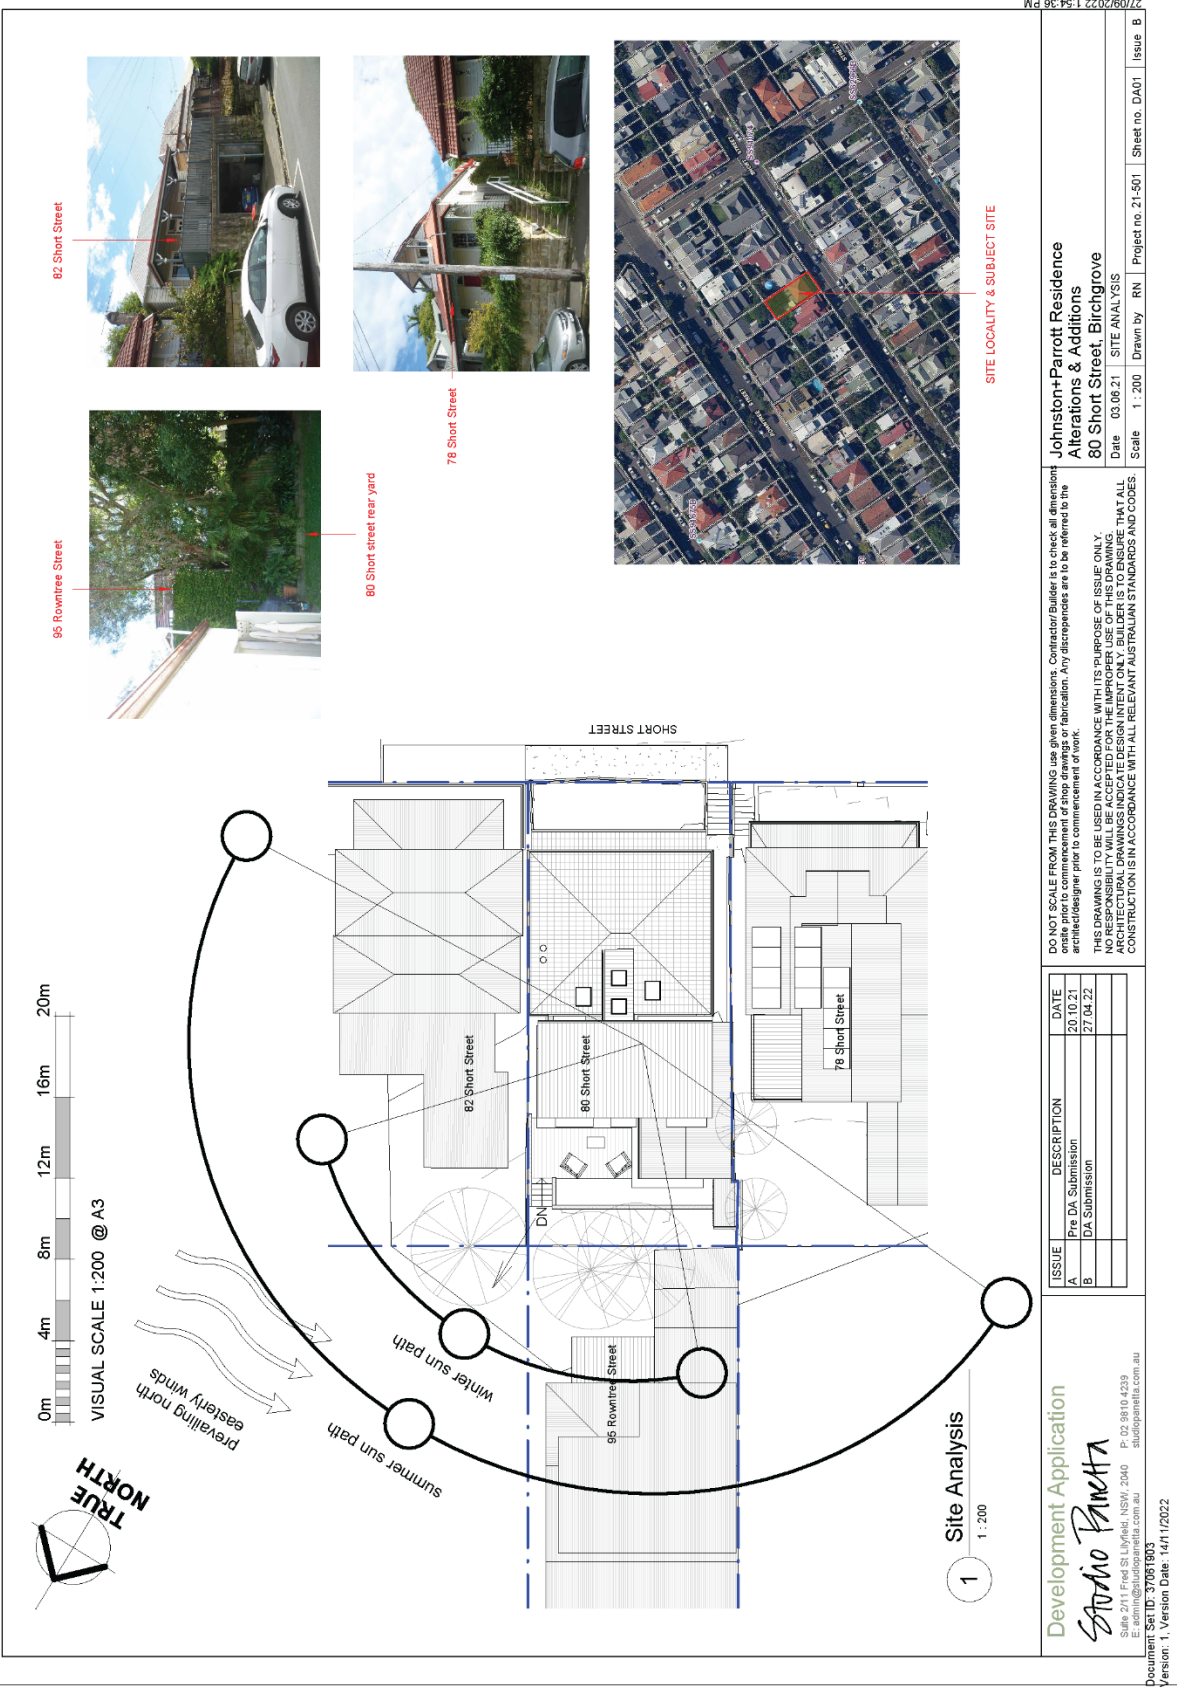 27/09/2022 1:54:36 PM
82 Short Street
95 Rowntree Street
80 Short street rear yard
78 Short Street
SITE LOCALITY & SUBJECT SITE
TRUE
NORTH
0m 4m 8m 12m 16m 20m
VISUAL SCALE 1:200 @ A3
prevailing north
easterly winds
summer sun path
winter sun path
SHORT STREET
82 Short Street
80 Short Street
78 Short Street
95 Rowntree Street
DN
1
Site Analysis
1 : 200
Development Application
Studio Panetta
Suite 2/11 Fred St Lilyfield, NSW, 2040 P: 02 9810 4239
E: admin@studiopanetta.com.au studiopanetta.com.au
ISSUE DESCRIPTION DATE
A Pre DA Submission 20.10.21
B DA Submission 27.04.22
DO NOT SCALE FROM THIS DRAWING use given dimensions. Contractor/Builder is to check all dimensions
onsite prior to commencement of shop drawings or fabrication. Any discrepencies are to be referred to the
architect/designer prior to commencement of work.
THIS DRAWING IS TO BE USED IN ACCORDANCE WITH ITS 'PURPOSE OF ISSUE' ONLY.
NO RESPONSIBILITY WILL BE ACCEPTED FOR THE IMPROPER USE OF THIS DRAWING.
ARCHITECTURAL DRAWINGS INDICATE DESIGN INTENT ONLY. BUILDER IS TO ENSURE THAT ALL
CONSTRUCTION IS IN ACCORDANCE WITH ALL RELEVANT AUSTRALIAN STANDARDS AND CODES.
Johnston+Parrott Residence
Alterations & Additions
80 Short Street, Birchgrove
Date 03.06.21 SITE ANALYSIS
Scale 1 : 200 Drawn by RN Project no. 21-501 Sheet no. DA01 Issue B
Document Set ID: 37061903
Version: 1, Version Date: 14/11/2022